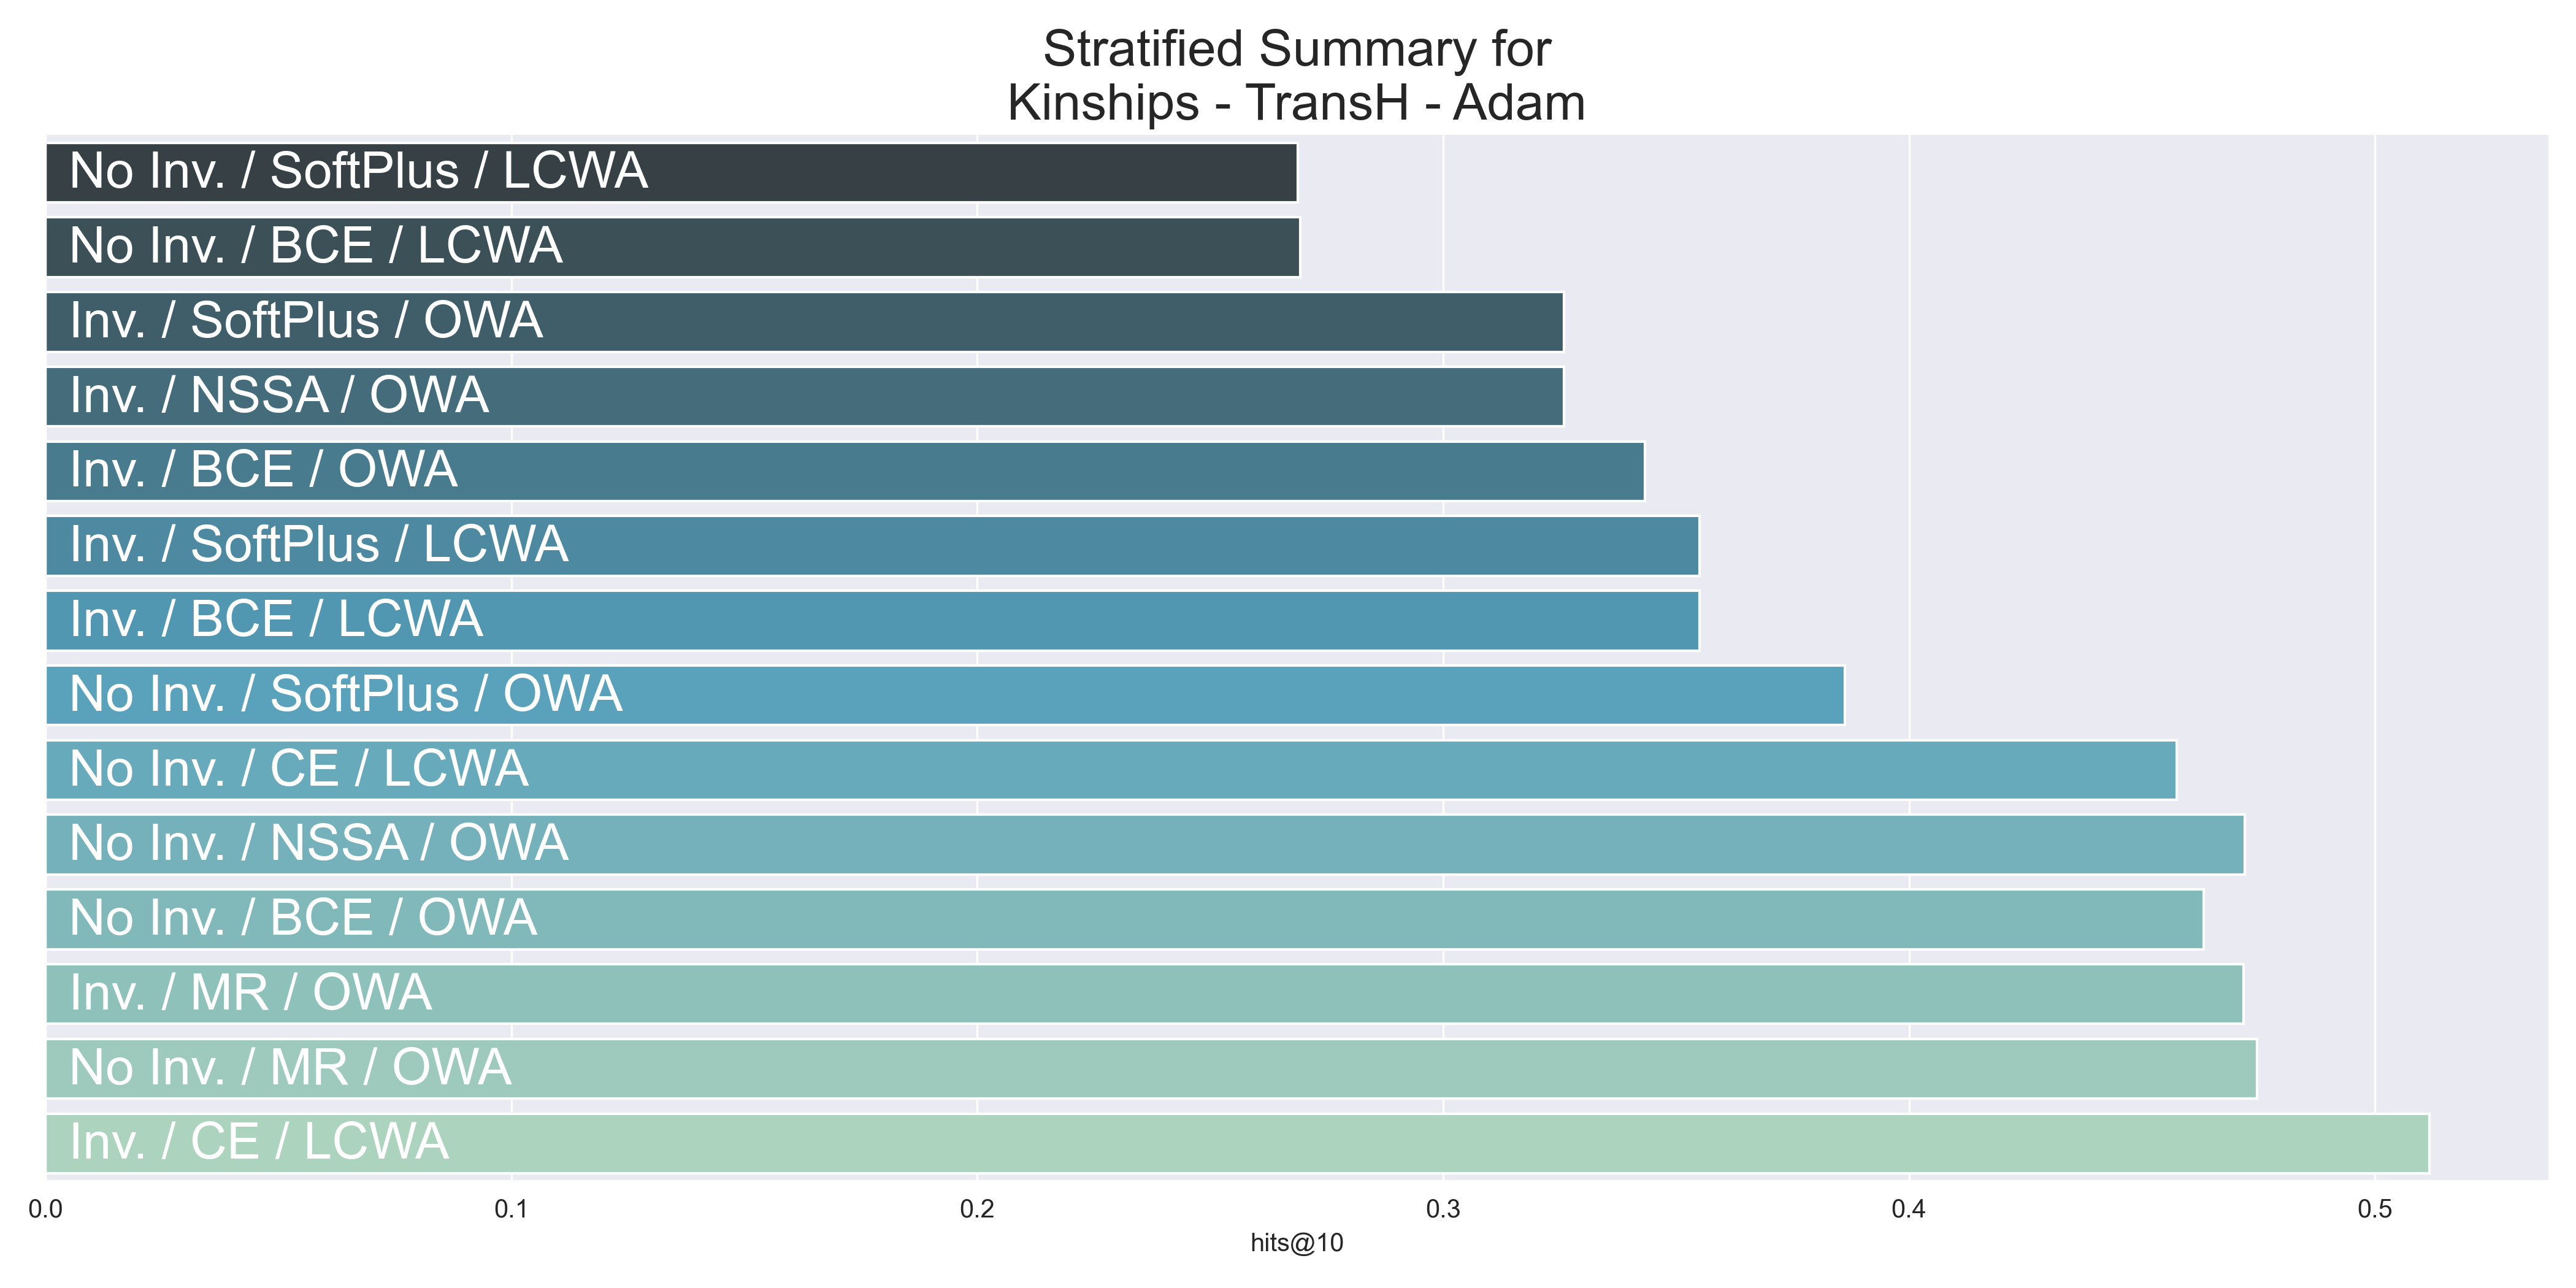 Stratified Summary for
Kinships - TransH - Adam
No Inv. / SoftPlus / LCWA
No Inv. / BCE / LCWA
Inv. / SoftPlus / OWA
Inv. / NSSA / OWA
Inv. / BCE / OWA
Inv. / SoftPlus / LCWA
Inv. / BCE / LCWA
No Inv. / SoftPlus / OWA
No Inv. / CE / LCWA
No Inv. / NSSA / OWA
No Inv. / BCE / OWA
Inv. / MR / OWA
No Inv. / MR / OWA
Inv. / CE / LCWA
0.0 0.1 0.2 0.3 0.4 0.5
hits@10